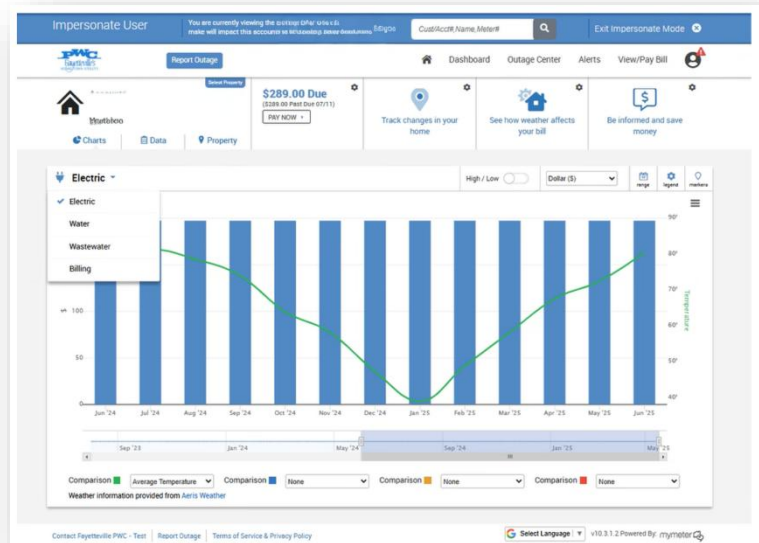 Impersonate User
You are currently viewing the
make will impact this accounts
Cust/Acct#, Name, Meter#
Exit Impersonate Mode
PWC
Report Outage
Dashboard
Outage Center
Alerts
View/Pay Bill
Select Property
Charts
Data
Property
$289.00 Due
($289.00 Past Due 07/11)
PAY NOW
Track changes in your
home
See how weather affects
your bill
Be informed and save
money
Electric
High / Low
Dollar ($)
range
legend
markers
Electric
Water
Wastewater
Billing
$
100
50
0
90°
80°
70°
60°
50°
40°
Temperature
Jun '24
Jul '24
Aug '24
Sep '24
Oct '24
Nov '24
Dec '24
Jan '25
Feb '25
Mar '25
Apr '25
May '25
Jun '25
Sep '23
Jan '24
May '24
Sep '24
Jan '25
May '25
Comparison
Average Temperature
Comparison
None
Comparison
None
Comparison
None
Weather information provided from Aeris Weather
Contact Fayetteville PWC - Test
Report Outage
Terms of Service & Privacy Policy
Select Language
v10.3.1.2 Powered By: mymeter